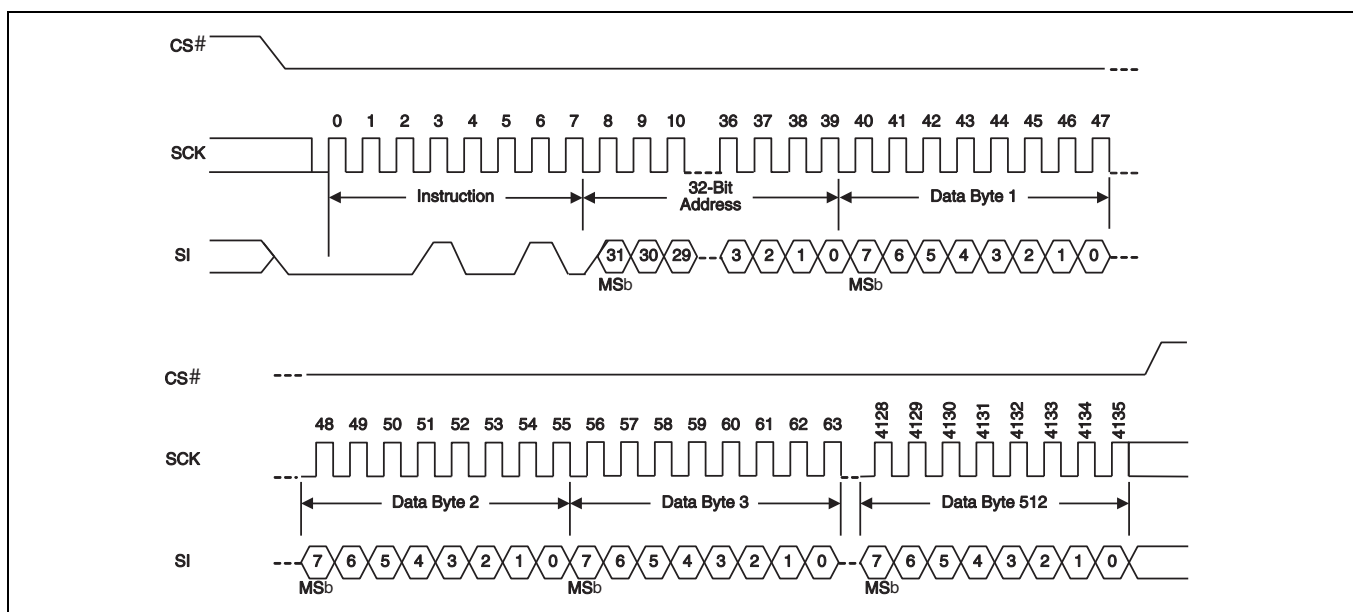 CS#
0 1 2 3 4 5 6 7 8 9 10 36 37 38 39 40 41 42 43 44 45 46 47
SCK
Instruction
32-Bit
Address
Data Byte 1
SI
31 30 29 3 2 1 0 7 6 5 4 3 2 1 0
MSb MSb
CS#
48 49 50 51 52 53 54 55 56 57 58 59 60 61 62 63 4128 4129 4130 4131 4132 4133 4134 4135
SCK
Data Byte 2 Data Byte 3 Data Byte 512
SI
7 6 5 4 3 2 1 0 7 6 5 4 3 2 1 0 7 6 5 4 3 2 1 0
MSb MSb MSb